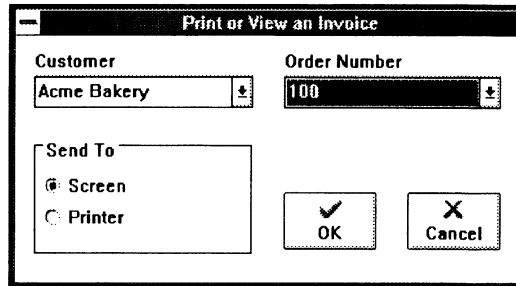 Print or View an Invoice
Customer
Order Number
Acme Bakery
100
Send To
Screen
Printer
OK
Cancel